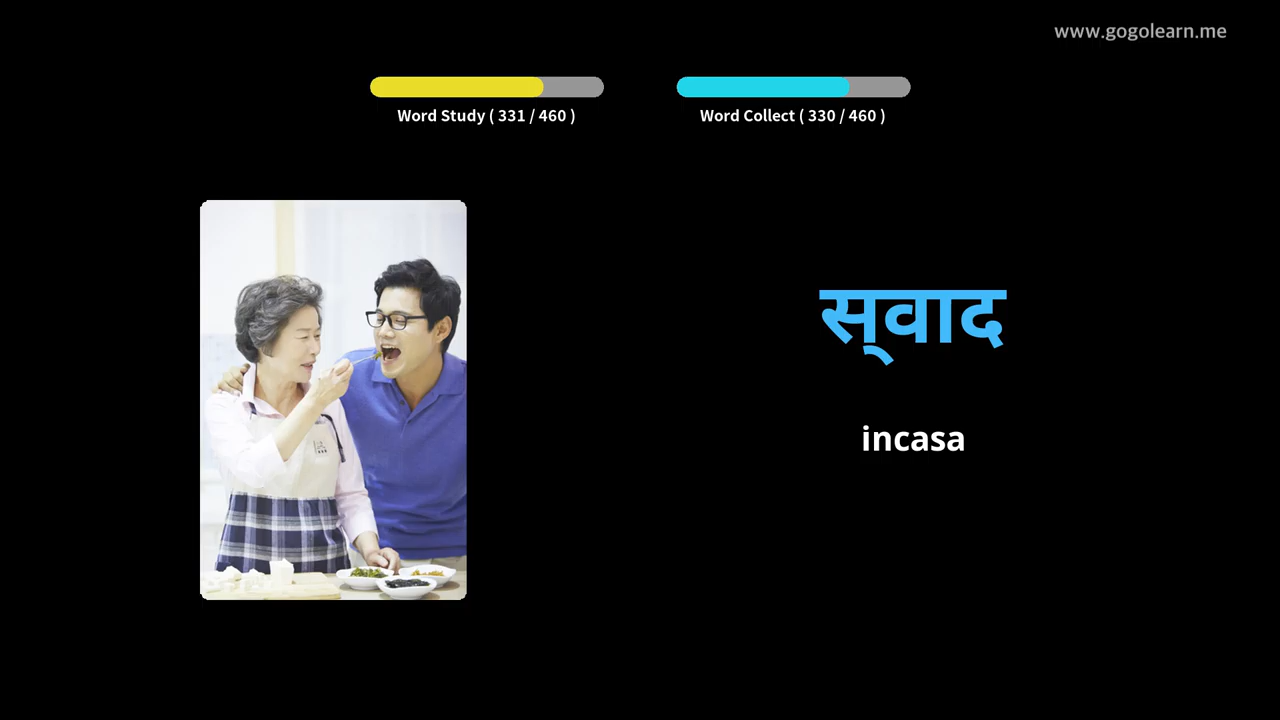 www.gogolearn.me
Word Study ( 331 / 460 )
Word Collect ( 330 / 460 )
स्‌वाद
incasa